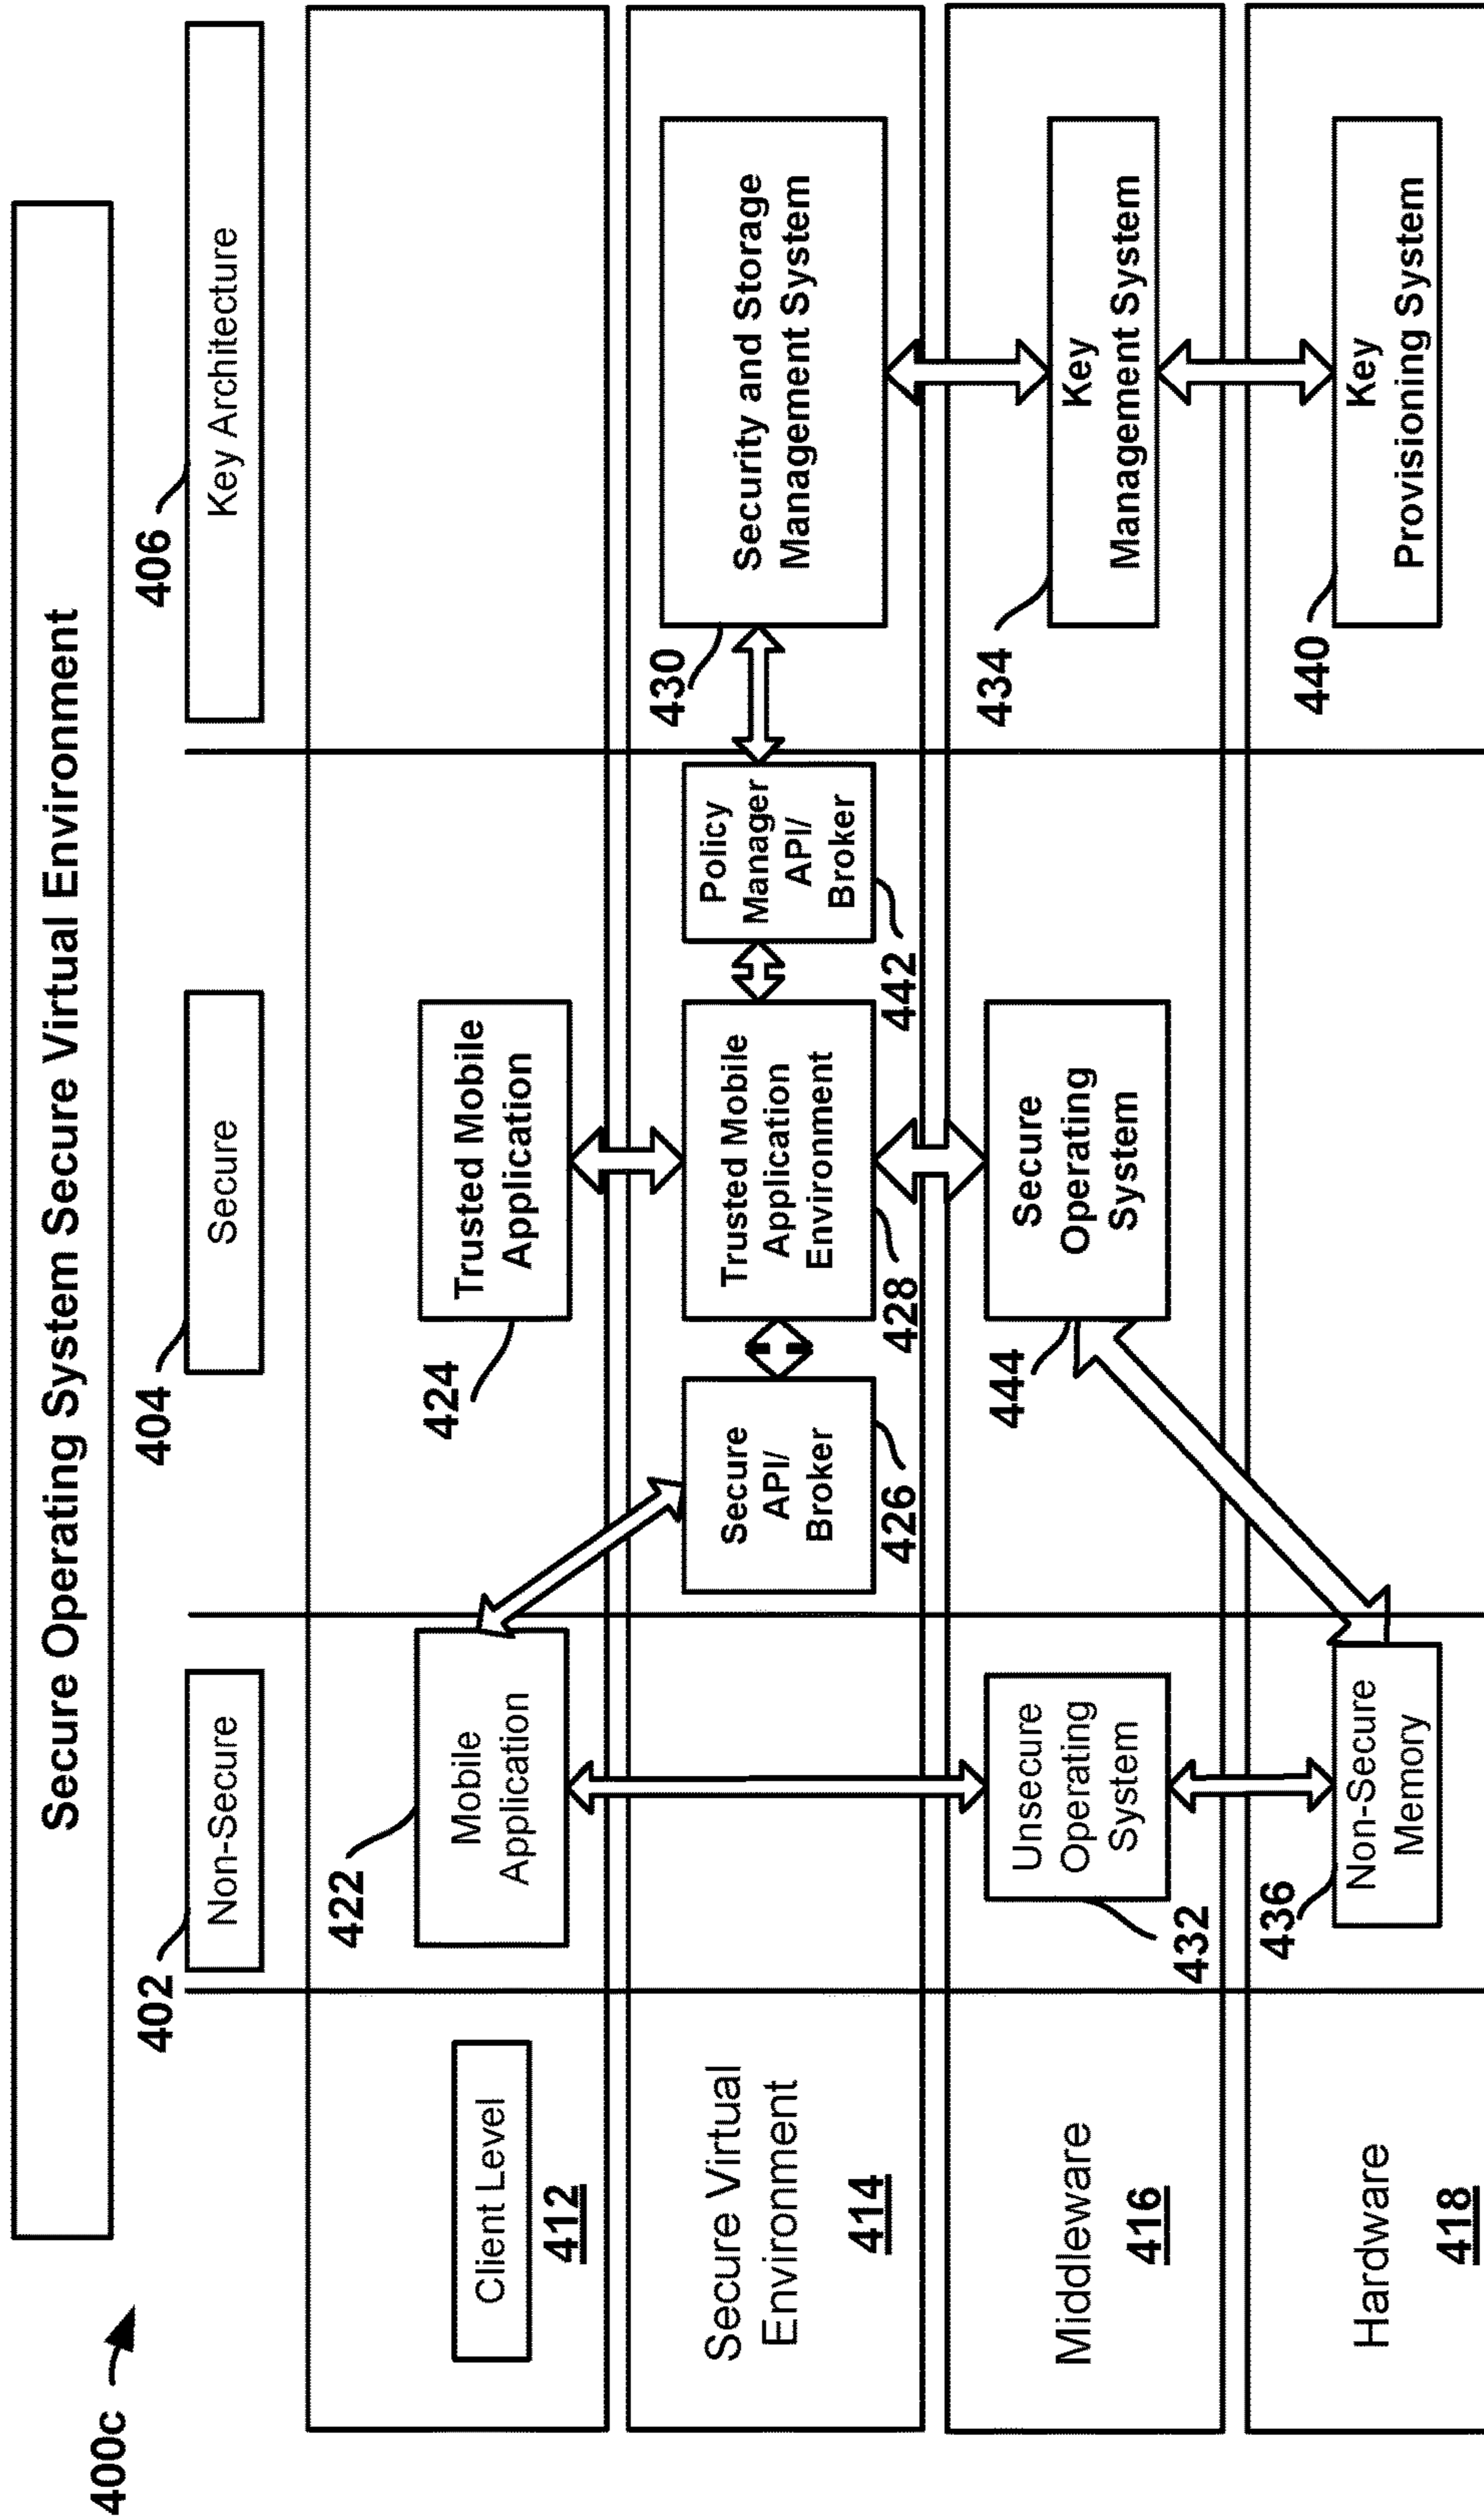 400c
Secure Operating System Secure Virtual Environment
402
Non-Secure
404
Secure
406
Key Architecture
Client Level
412
422
Mobile
Application
424
Trusted Mobile
Application
Secure Virtual
Environment
414
Secure
API/
Broker
426
Trusted Mobile
Application
Environment
428
Policy
Manager
API/
Broker
442
430
Security and Storage
Management System
Middleware
416
Unsecure
Operating
System
432
444
Secure
Operating
System
434
Key
Management System
Hardware
418
436
Non-Secure
Memory
440
Key
Provisioning System